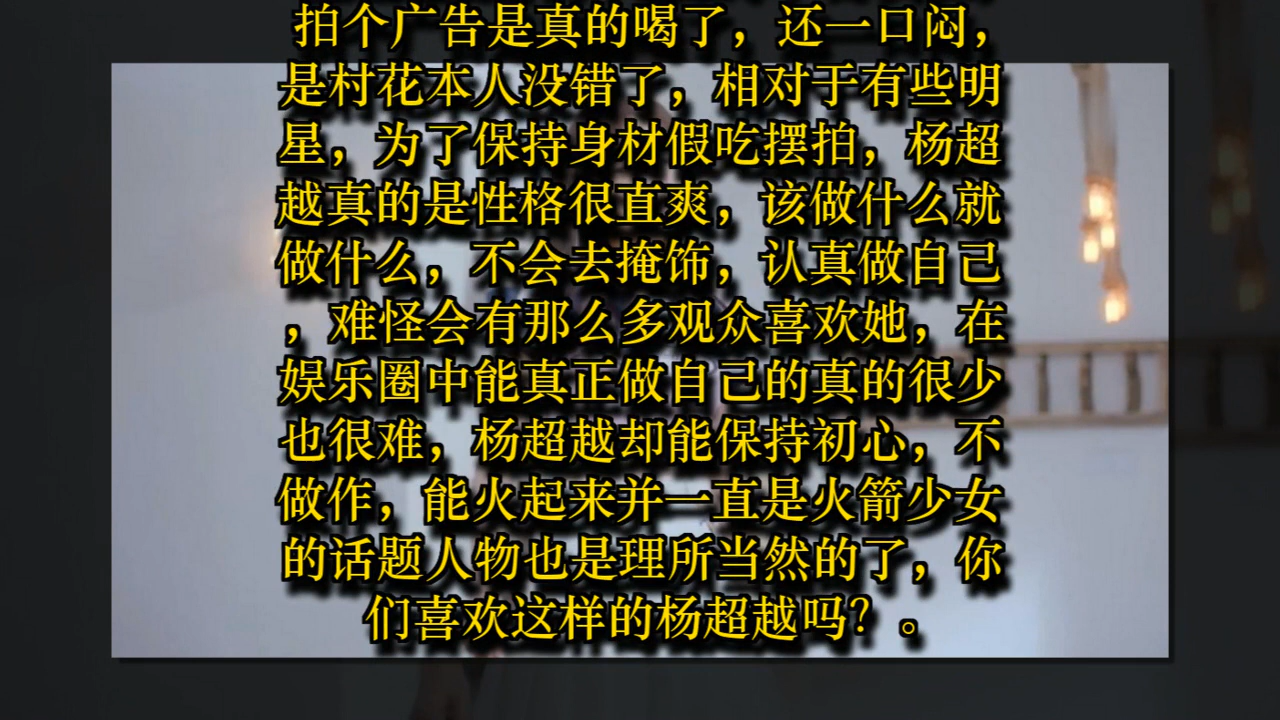 拍个广告是真的喝了，还一口闷，
是村花本人没错了，相对于有些明
星，为了保持身材假吃摆拍，杨超
越真的是性格很直爽，该做什么就
做什么，不会去掩饰，认真做自己
，难怪会有那么多观众喜欢她，在
娱乐圈中能真正做自己的真的很少
也很难，杨超越却能保持初心，不
做作，能火起来并一直是火箭少女
的话题人物也是理所当然的了，你
们喜欢这样的杨超越吗？。